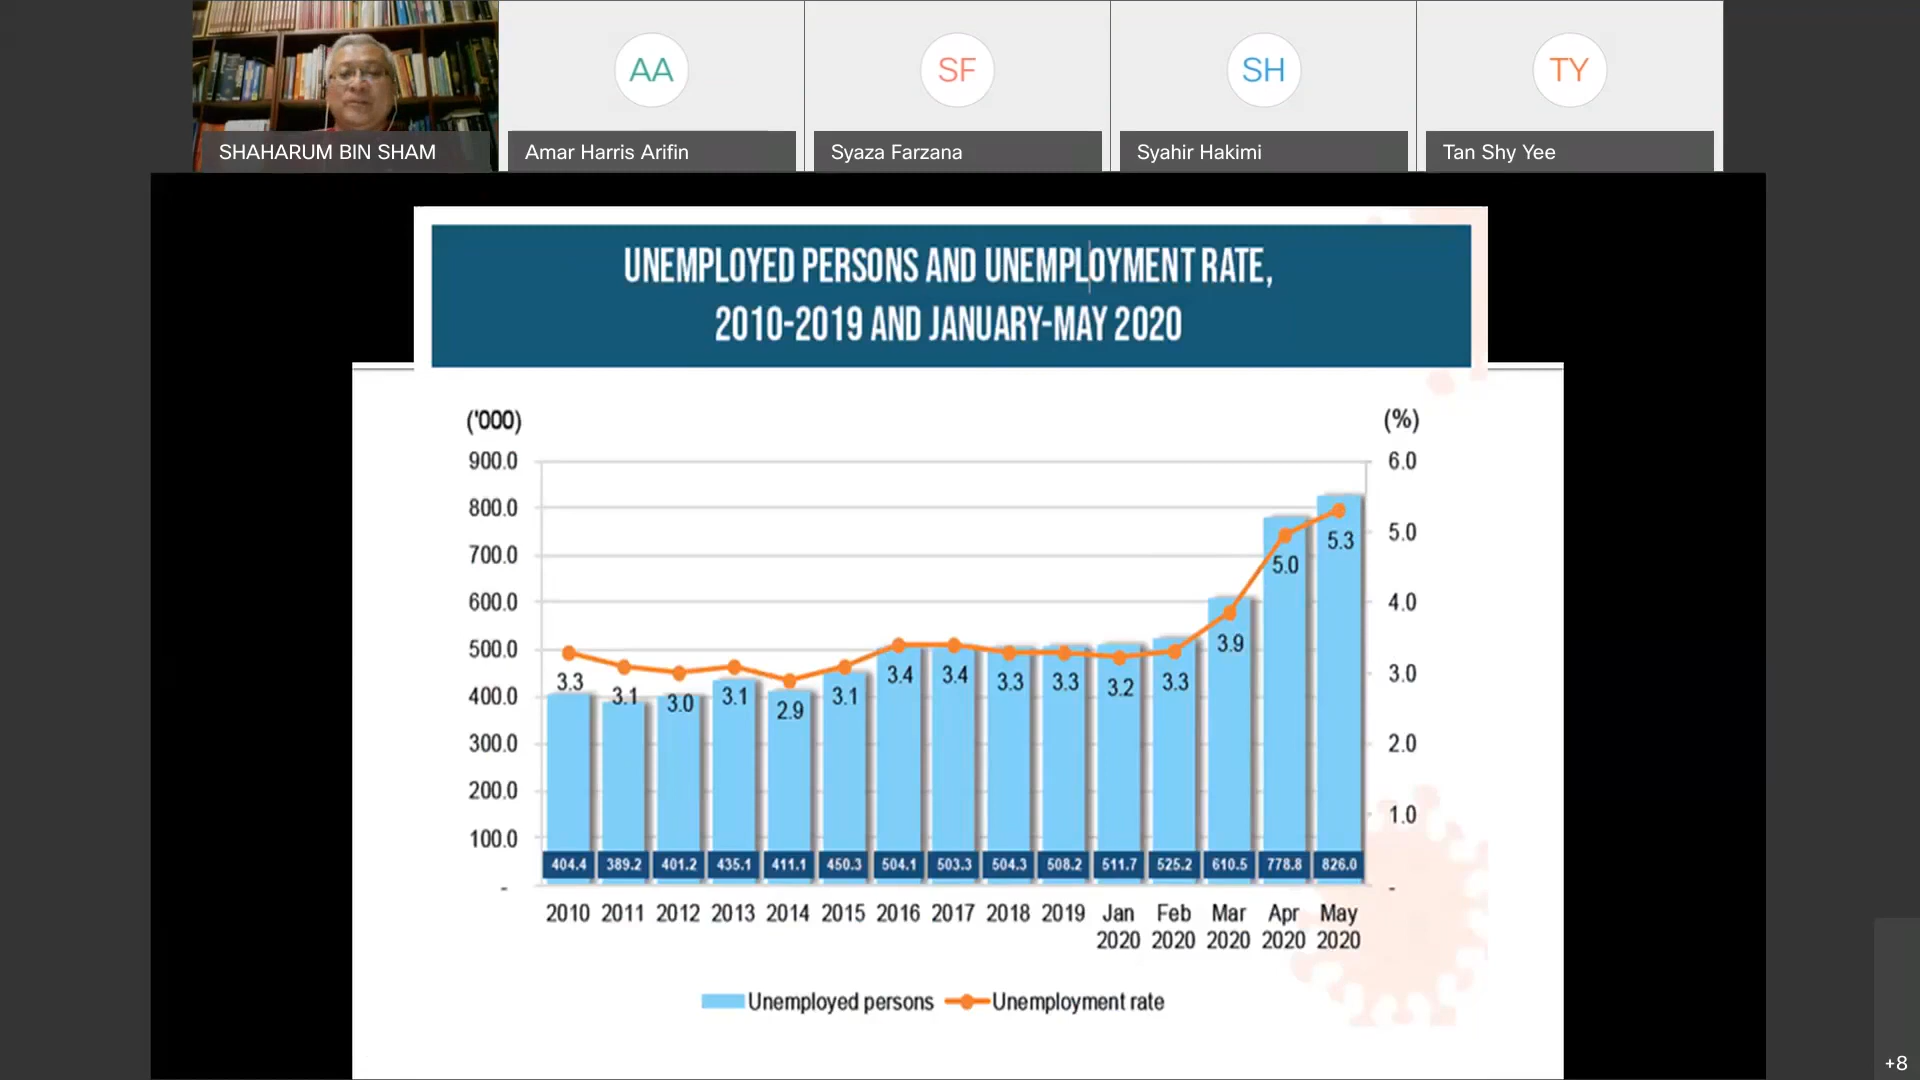 AA
SF
SH
TY
SHAHARUM BIN SHAM
Amar Harris Arifin
Syaza Farzana
Syahir Hakimi
Tan Shy Yee
UNEMPLOYED PERSONS AND UNEMPLOYMENT RATE,
2010-2019 AND JANUARY-MAY 2020
('000)
(%)
900.0
800.0
700.0
600.0
500.0
400.0
300.0
200.0
100.0
-
6.0
5.0
4.0
3.0
2.0
1.0
-
3.3 3.1 3.0 3.1 2.9 3.1 3.4 3.4 3.3 3.3 3.2 3.3 3.9 5.0 5.3
404.4 389.2 401.2 435.1 411.1 450.3 504.1 503.3 504.3 508.2 511.7 525.2 610.5 778.8 826.0
2010 2011 2012 2013 2014 2015 2016 2017 2018 2019 Jan Feb Mar Apr May
2020 2020 2020 2020 2020
Unemployed persons Unemployment rate
+8